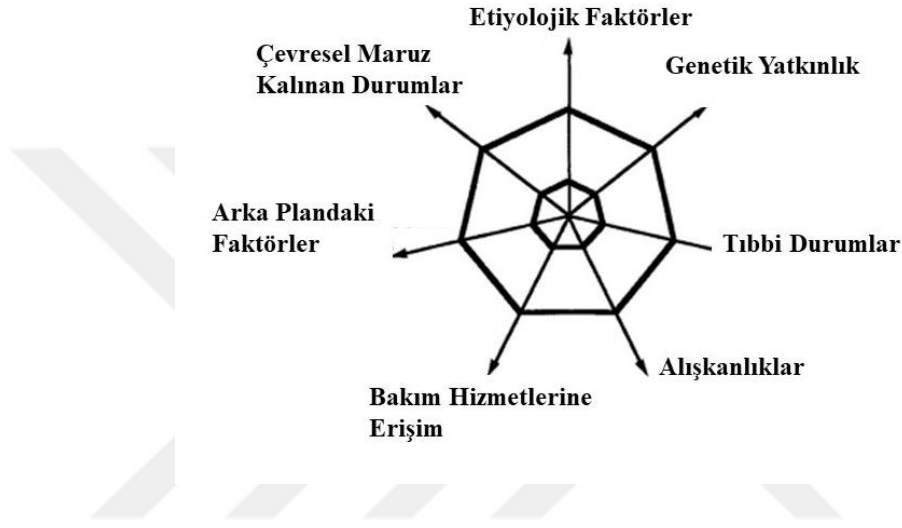 Etiyolojik Faktörler
Çevresel Maruz
Kalınan Durumlar
Genetik Yatkınlık
Arka Plandaki
Faktörler
Tıbbi Durumlar
Alışkanlıklar
Bakım Hizmetlerine
Erişim